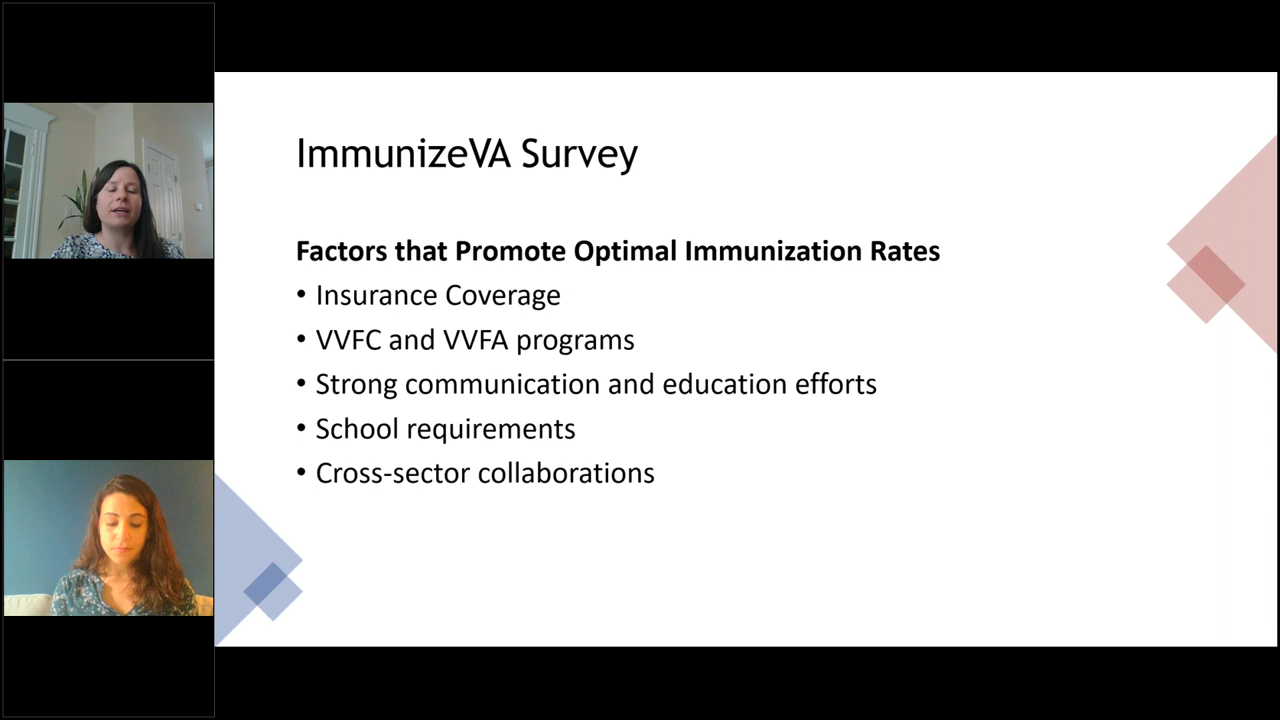 ImmunizeVA Survey
Factors that Promote Optimal Immunization Rates
• Insurance Coverage
• VVFC and VVFA programs
• Strong communication and education efforts
• School requirements
• Cross-sector collaborations